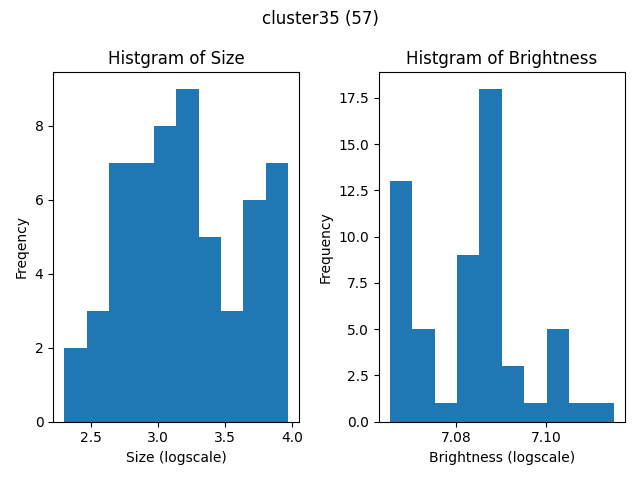 cluster35 (57)
Histgram of Size
Histgram of Brightness
Freqency
8
6
4
2
0
2.5 3.0 3.5 4.0
Size (logscale)
Frequency
17.5
15.0
12.5
10.0
7.5
5.0
2.5
0.0
7.08 7.10
Brightness (logscale)